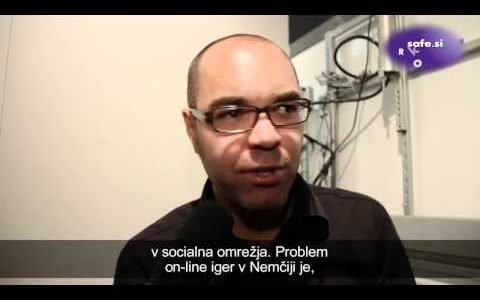 safe.si
R K O
v socialna omrežja. Problem
on-line iger v Nemčiji je,